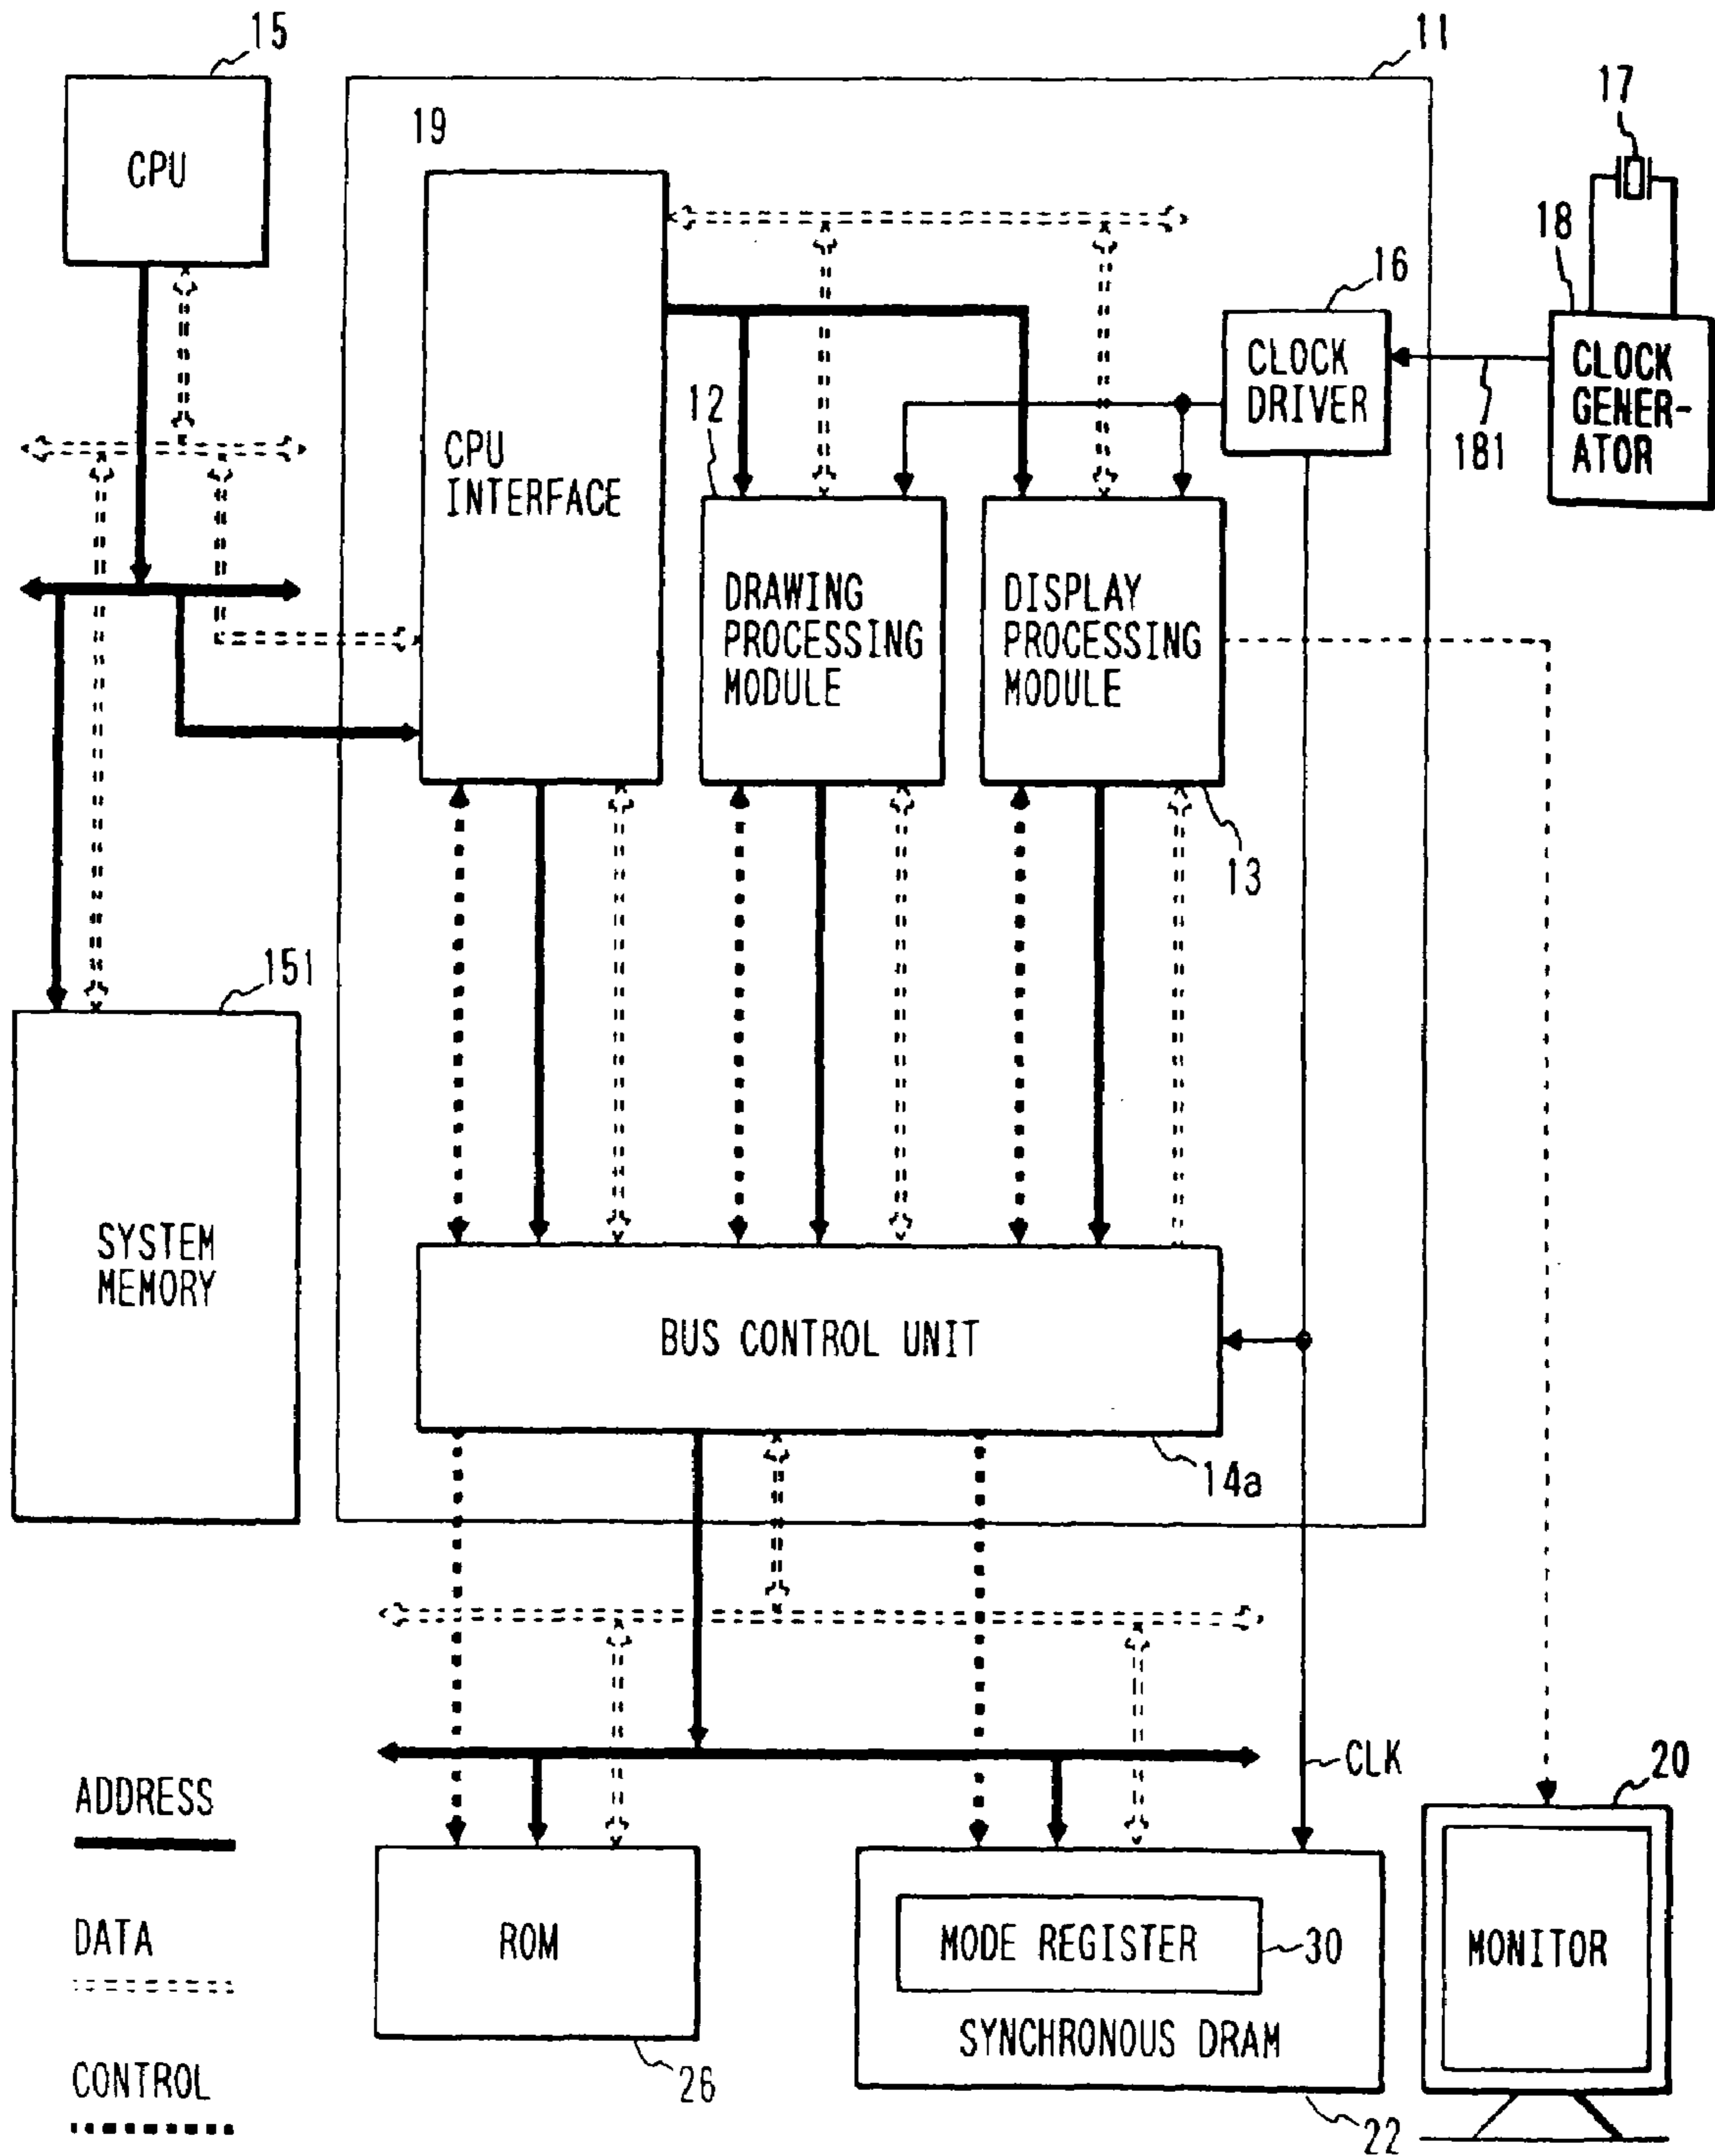 15
11
17
19
CPU
18
16
CLOCK
DRIVER
CLOCK
GENER-
ATOR
12
181
CPU
INTERFACE
DRAWING
PROCESSING
MODULE
DISPLAY
PROCESSING
MODULE
13
151
SYSTEM
MEMORY
BUS CONTROL UNIT
14a
CLK
20
ADDRESS
DATA
CONTROL
ROM
26
MODE REGISTER
30
SYNCHRONOUS DRAM
22
MONITOR